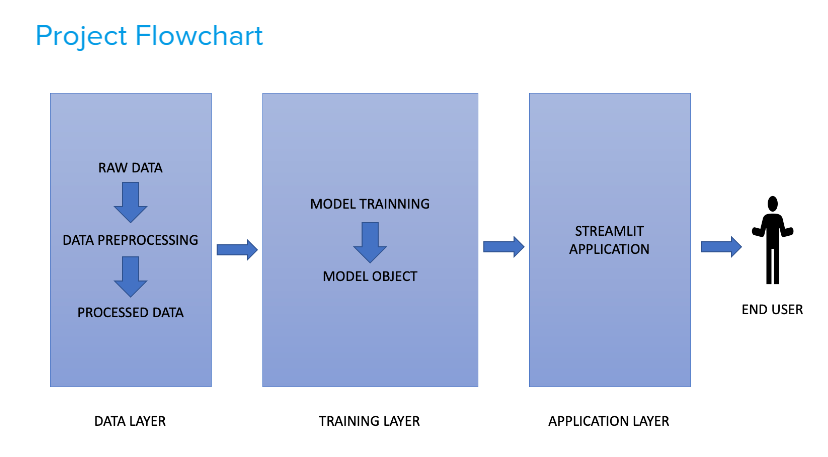 Project Flowchart
RAW DATA
DATA PREPROCESSING
PROCESSED DATA
DATA LAYER
MODEL TRAINNING
MODEL OBJECT
TRAINING LAYER
STREAMLIT
APPLICATION
APPLICATION LAYER
END USER